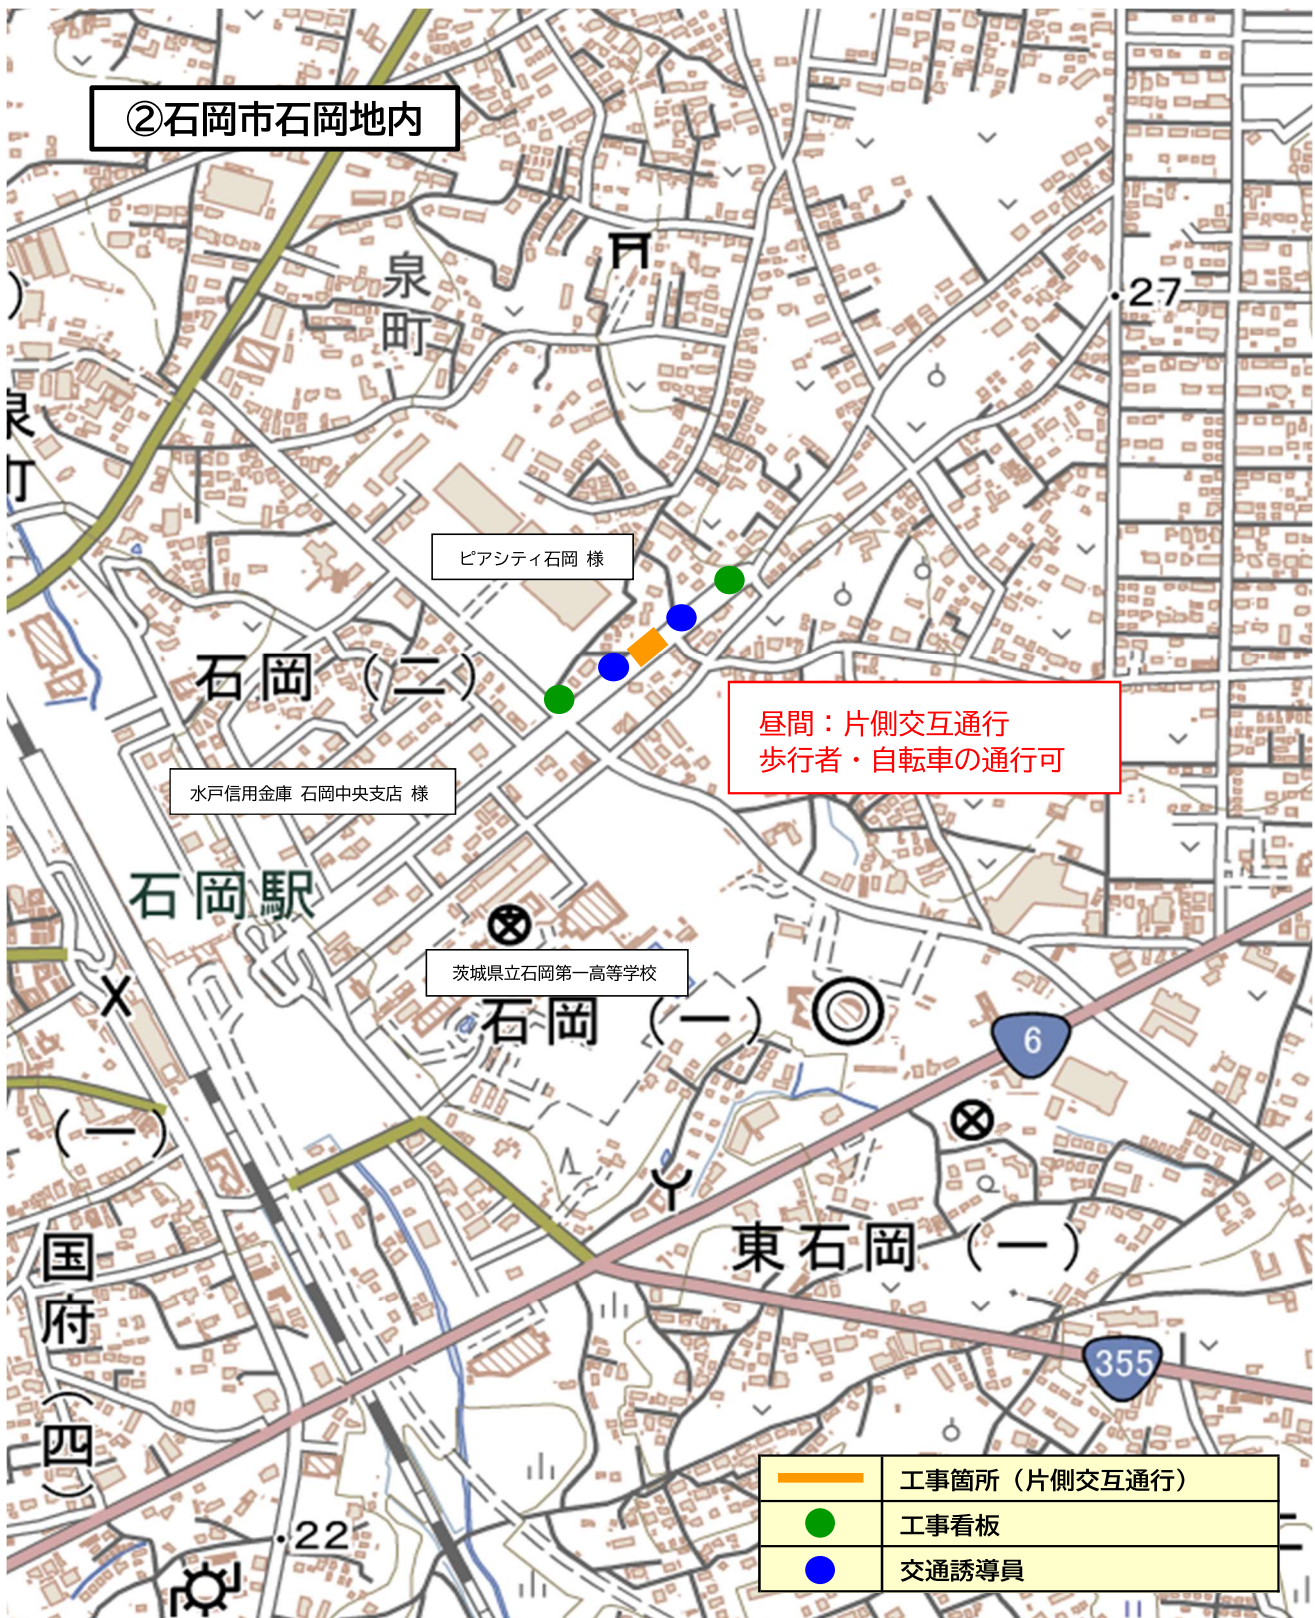 ②石岡市石岡地内
泉町
27
ピアシティ石岡 様
石岡（二）
昼間：片側交互通行
歩行者・自転車の通行可
水戸信用金庫 石岡中央支店 様
石岡駅
茨城県立石岡第一高等学校
石岡（一）
6
（一）
東石岡（一）
国府（四）
355
22
工事箇所（片側交互通行）
工事看板
交通誘導員